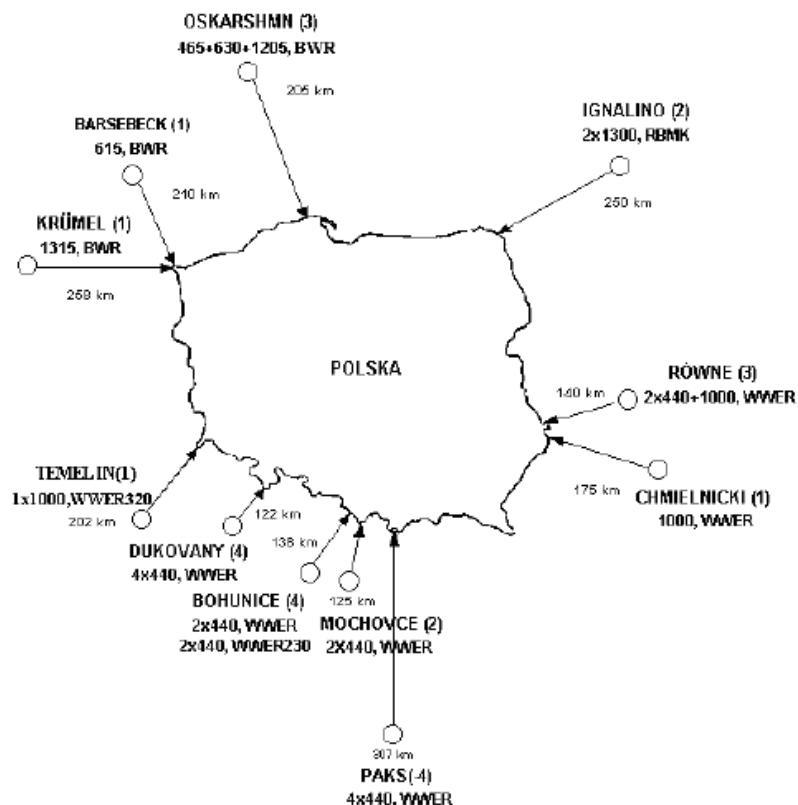 OSKARSHMN (3)
465+630+1205, BWR
205 km
IGNALINO (2)
2x1300, RBMK
250 km
BARSEBECK (1)
615, BWR
240 km
KRÜMEL (1)
1315, BWR
259 km
POLSKA
RÓWNE (3)
2x440+1000, WWER
140 km
CHMIELNICKI (1)
1000, WWER
175 km
TEMELIN(1)
1x1000,WWER320
202 km
DUKOVANY (4)
4x440, WWER
122 km
BOHUNICE (4)
2x440, WWER
2x440, WWER230
138 km
MOCHOVCE (2)
2X440, WWER
125 km
307 km
PAKS(-4)
4x440, WWER